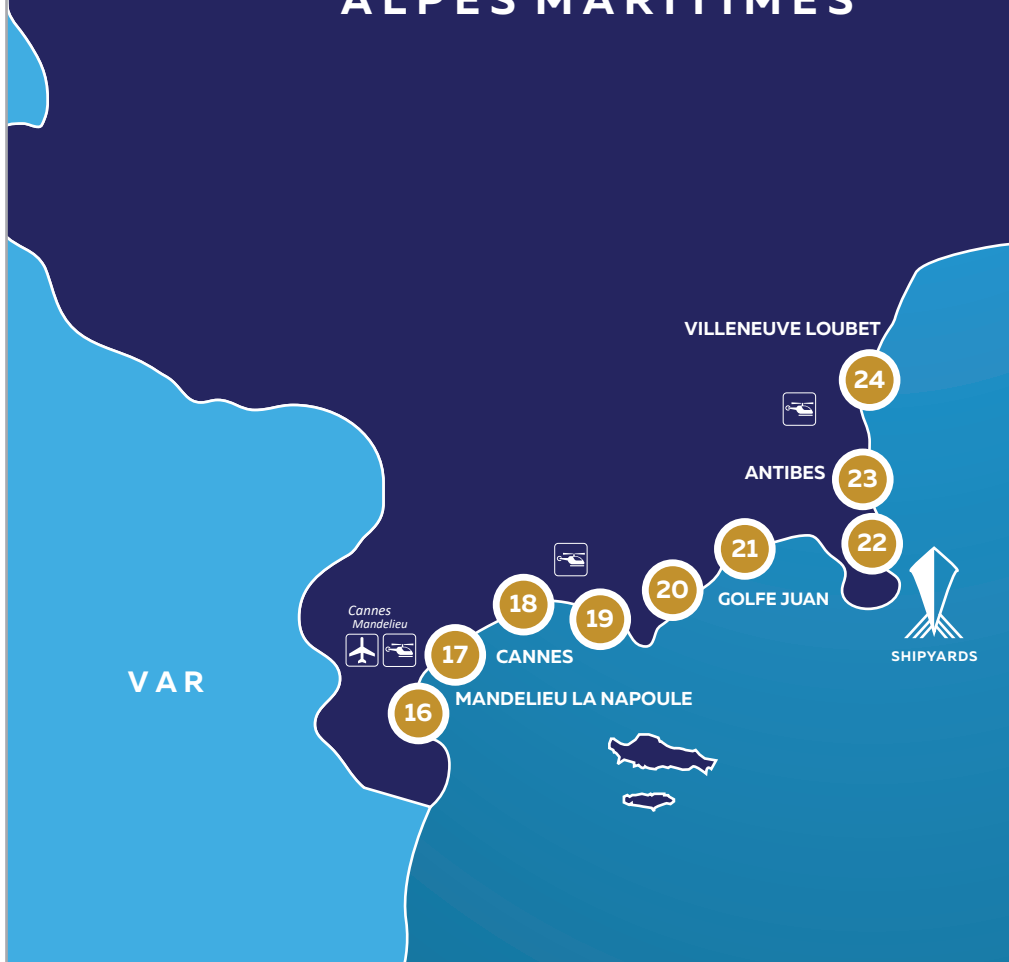 ALPES MARITIMES
VILLENEUVE LOUBET
24
ANTIBES
23
22
21
20
GOLFE JUAN
18
19
Cannes
Mandelieu
17
CANNES
SHIPYARDS
VAR
MANDELIEU LA NAPOULE
16